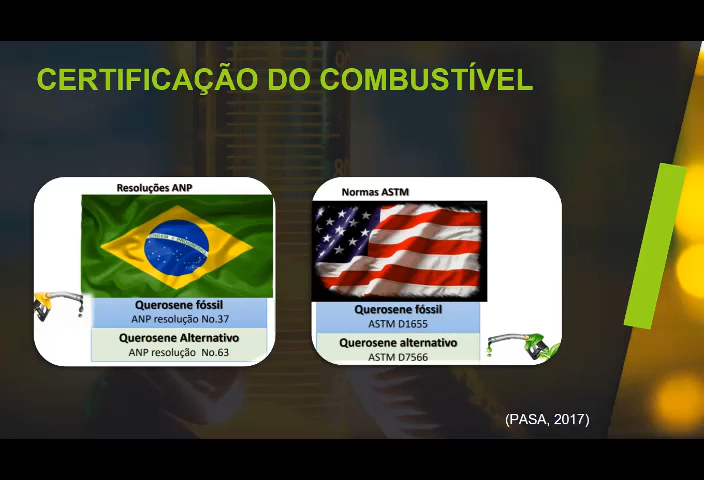 CERTIFICAÇÃO DO COMBUSTÍVEL
Resoluções ANP
Querosene fóssil
ANP resolução No.37
Querosene Alternativo
ANP resolução No.63
Normas ASTM
Querosene fóssil
ASTM D1655
Querosene alternativo
ASTM D7566
(PASA, 2017)